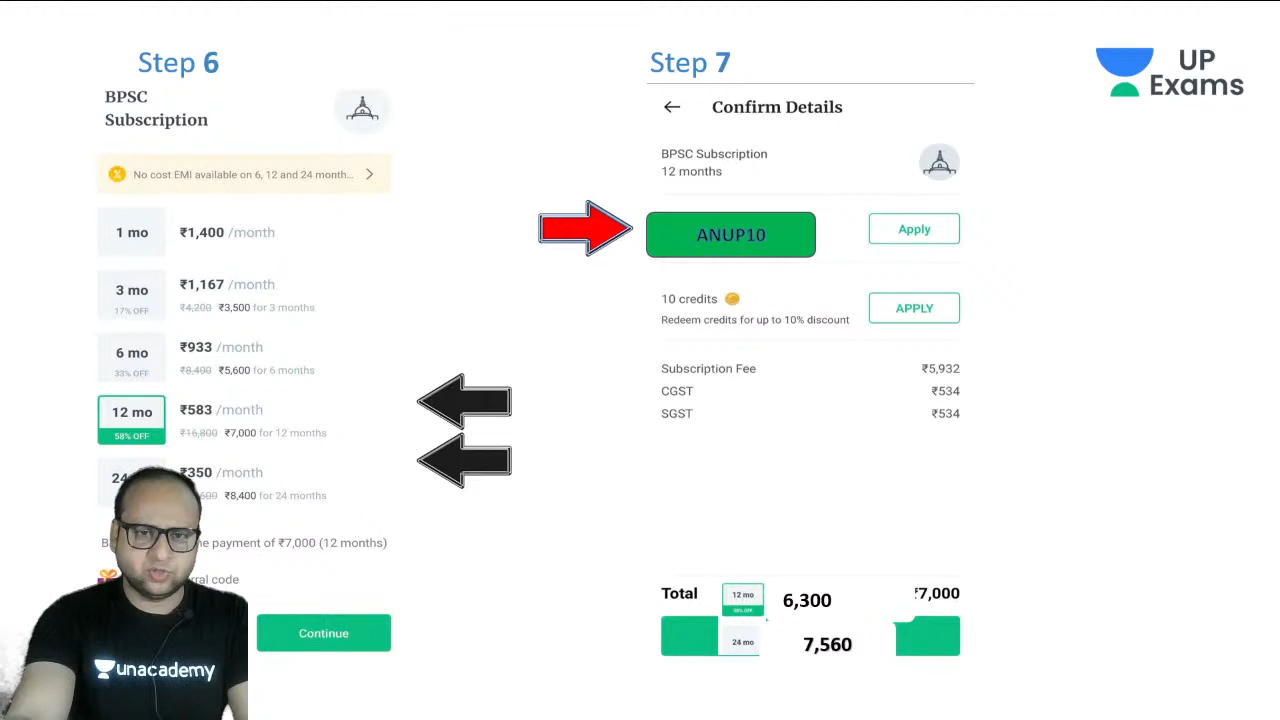 Step 6
BPSC
Subscription
No cost EMI available on 6, 12 and 24 month...
1 mo
₹1,400 /month
3 mo
17% OFF
₹1,167 /month
₹4,200 ₹3,500 for 3 months
6 mo
33% OFF
₹933 /month
₹8,400 ₹5,600 for 6 months
12 mo
58% OFF
₹583 /month
₹16,800 ₹7,000 for 12 months
24
₹350 /month
600 ₹8,400 for 24 months
payment of ₹7,000 (12 months)
code
Continue
unacademy
Step 7
Confirm Details
BPSC Subscription
12 months
ANUP10
Apply
10 credits
Redeem credits for up to 10% discount
APPLY
Subscription Fee ₹5,932
CGST ₹534
SGST ₹534
Total
12 mo
6,300
₹7,000
24 mo
7,560
UP
Exams